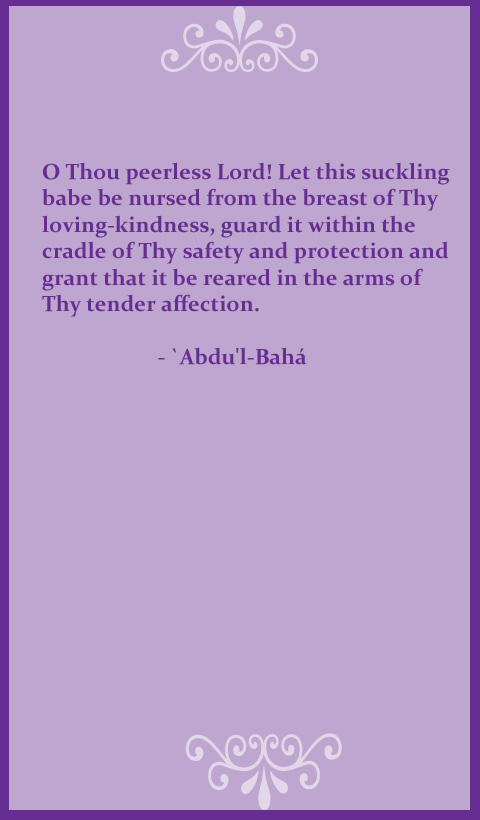 O Thou peerless Lord! Let this suckling
babe be nursed from the breast of Thy
loving-kindness, guard it within the
cradle of Thy safety and protection and
grant that it be reared in the arms of
Thy tender affection.
- `Abdu'l-Bahá